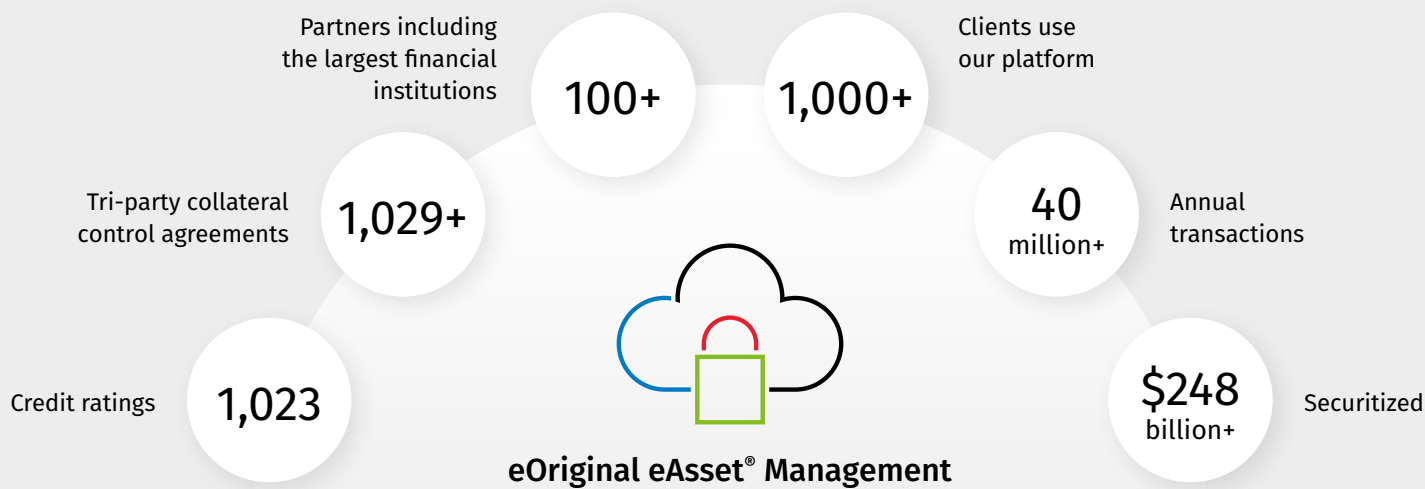 Partners including
the largest financial
institutions
100+
1,000+
Clients use
our platform
Tri-party collateral
control agreements
1,029+
40
million+
Annual
transactions
Credit ratings
1,023
$248
billion+
Securitized
eOriginal eAsset® Management